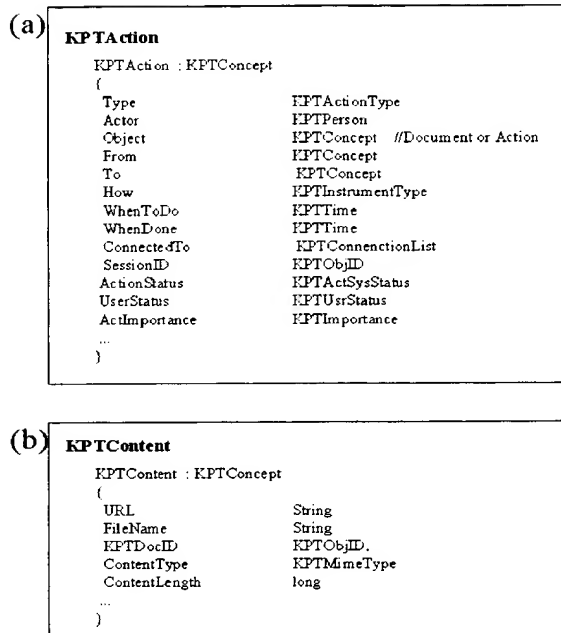 (a)
KPTAction
KPTAction : KPTConcept
{
Type KPTActionType
Actor KPTPerson
Object KPTConcept //Document or Action
From KPTConcept
To KPTConcept
How KPTInstrumentType
WhenToDo KPTTime
WhenDone KPTTime
ConnectedTo KPTConnenctionList
SessionID KPTObjID
ActionStatus KPTActSysStatus
UserStatus KPTUsrStatus
ActImportance KPTImportance
...
}
(b)
KPTContent
KPTContent : KPTConcept
{
URL String
FileName String
KPTDocID KPTObjID.
ContentType KPTMimeType
ContentLength long
...
}